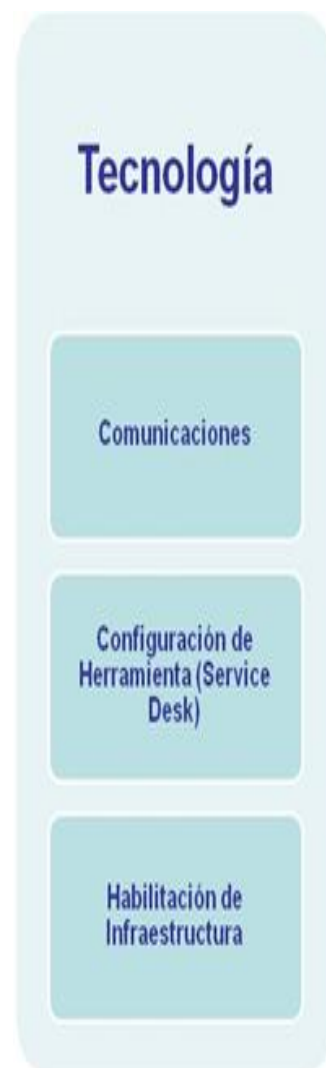 Tecnología
Comunicaciones
Configuración de
Herramienta (Service
Desk)
Habilitación de
Infraestructura